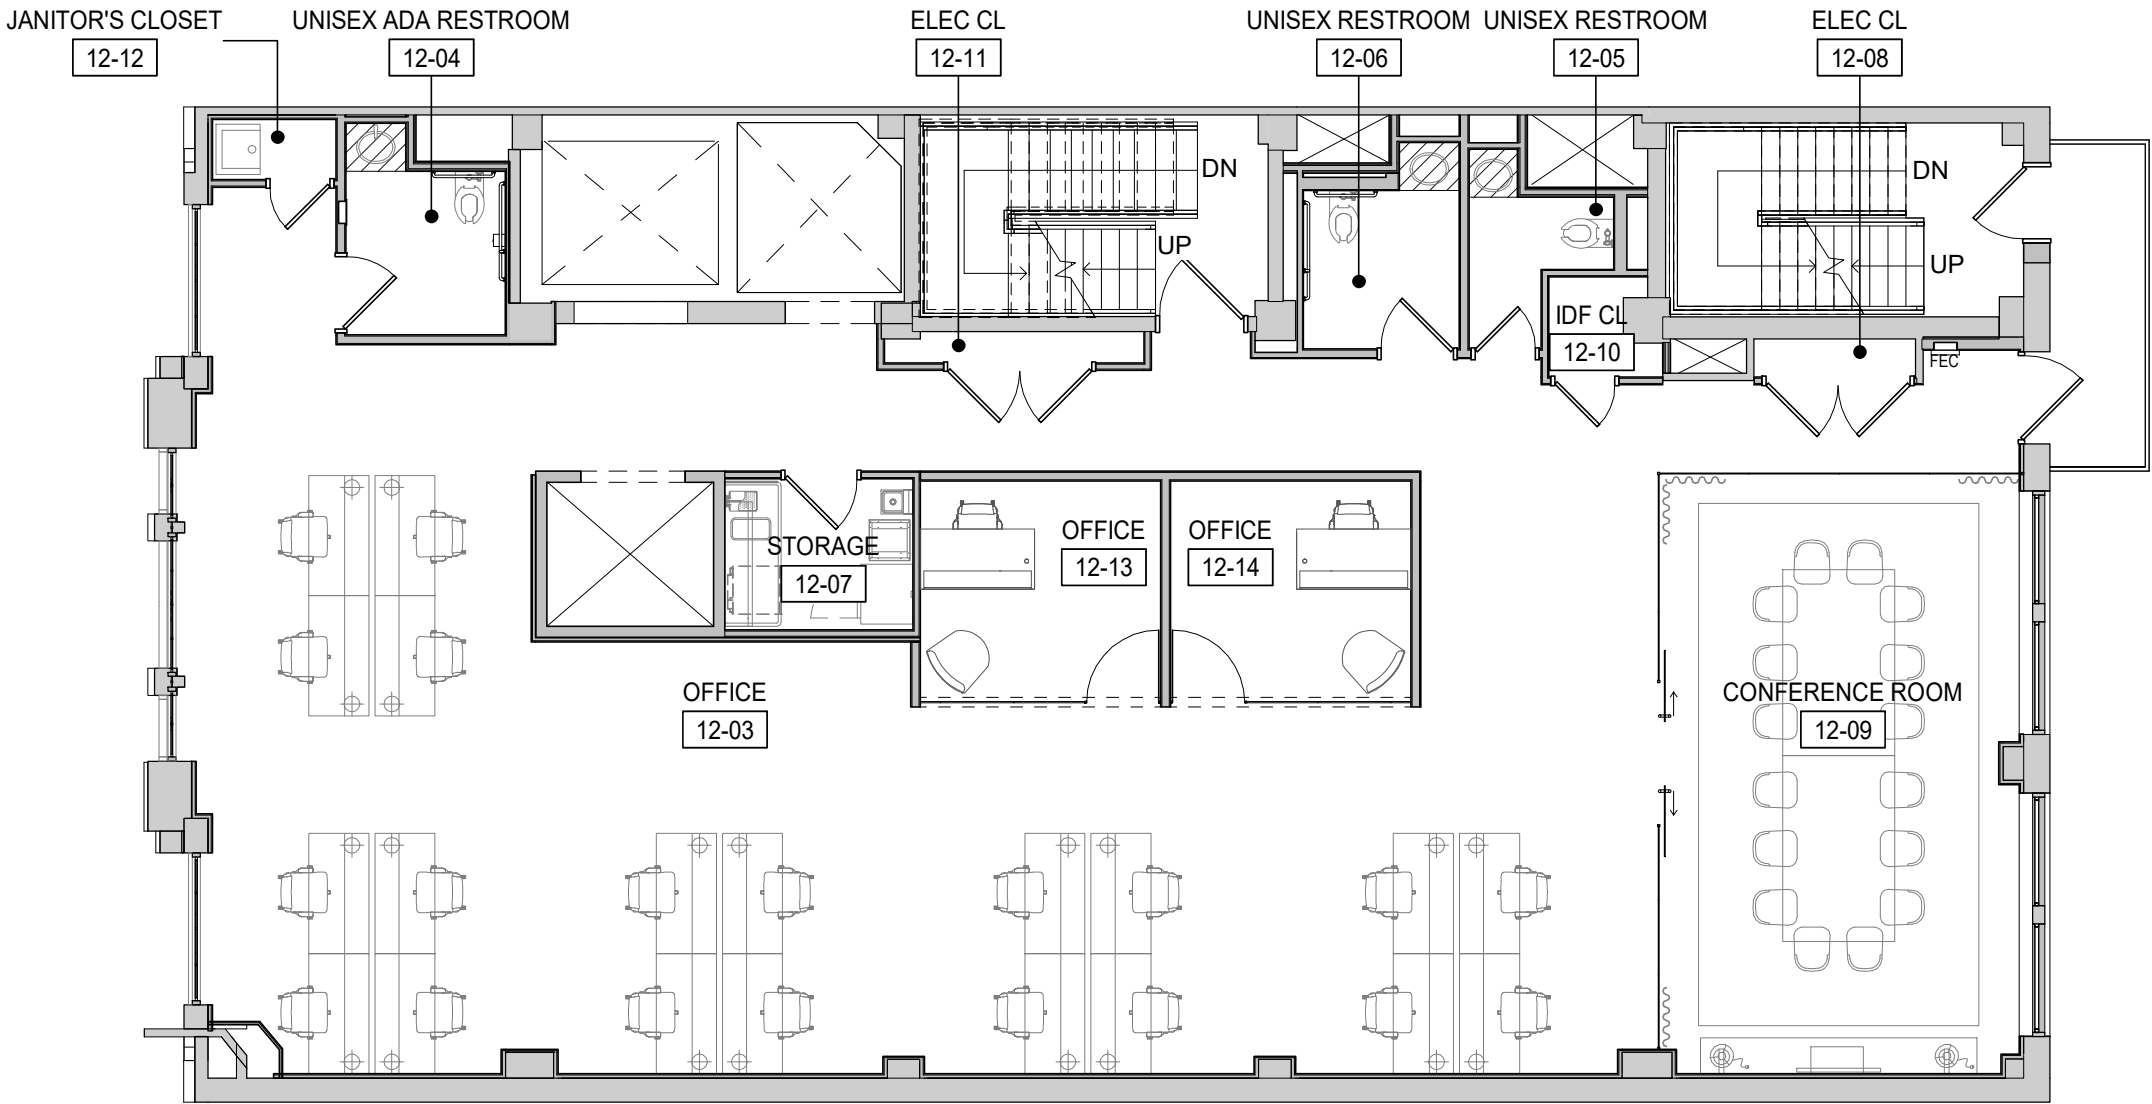 JANITOR'S CLOSET
12-12
UNISEX ADA RESTROOM
12-04
ELEC CL
12-11
UNISEX RESTROOM
12-06
UNISEX RESTROOM
12-05
ELEC CL
12-08
DN
UP
DN
UP
IDF CL
12-10
FEC
STORAGE
12-07
OFFICE
12-13
OFFICE
12-14
OFFICE
12-03
CONFERENCE ROOM
12-09